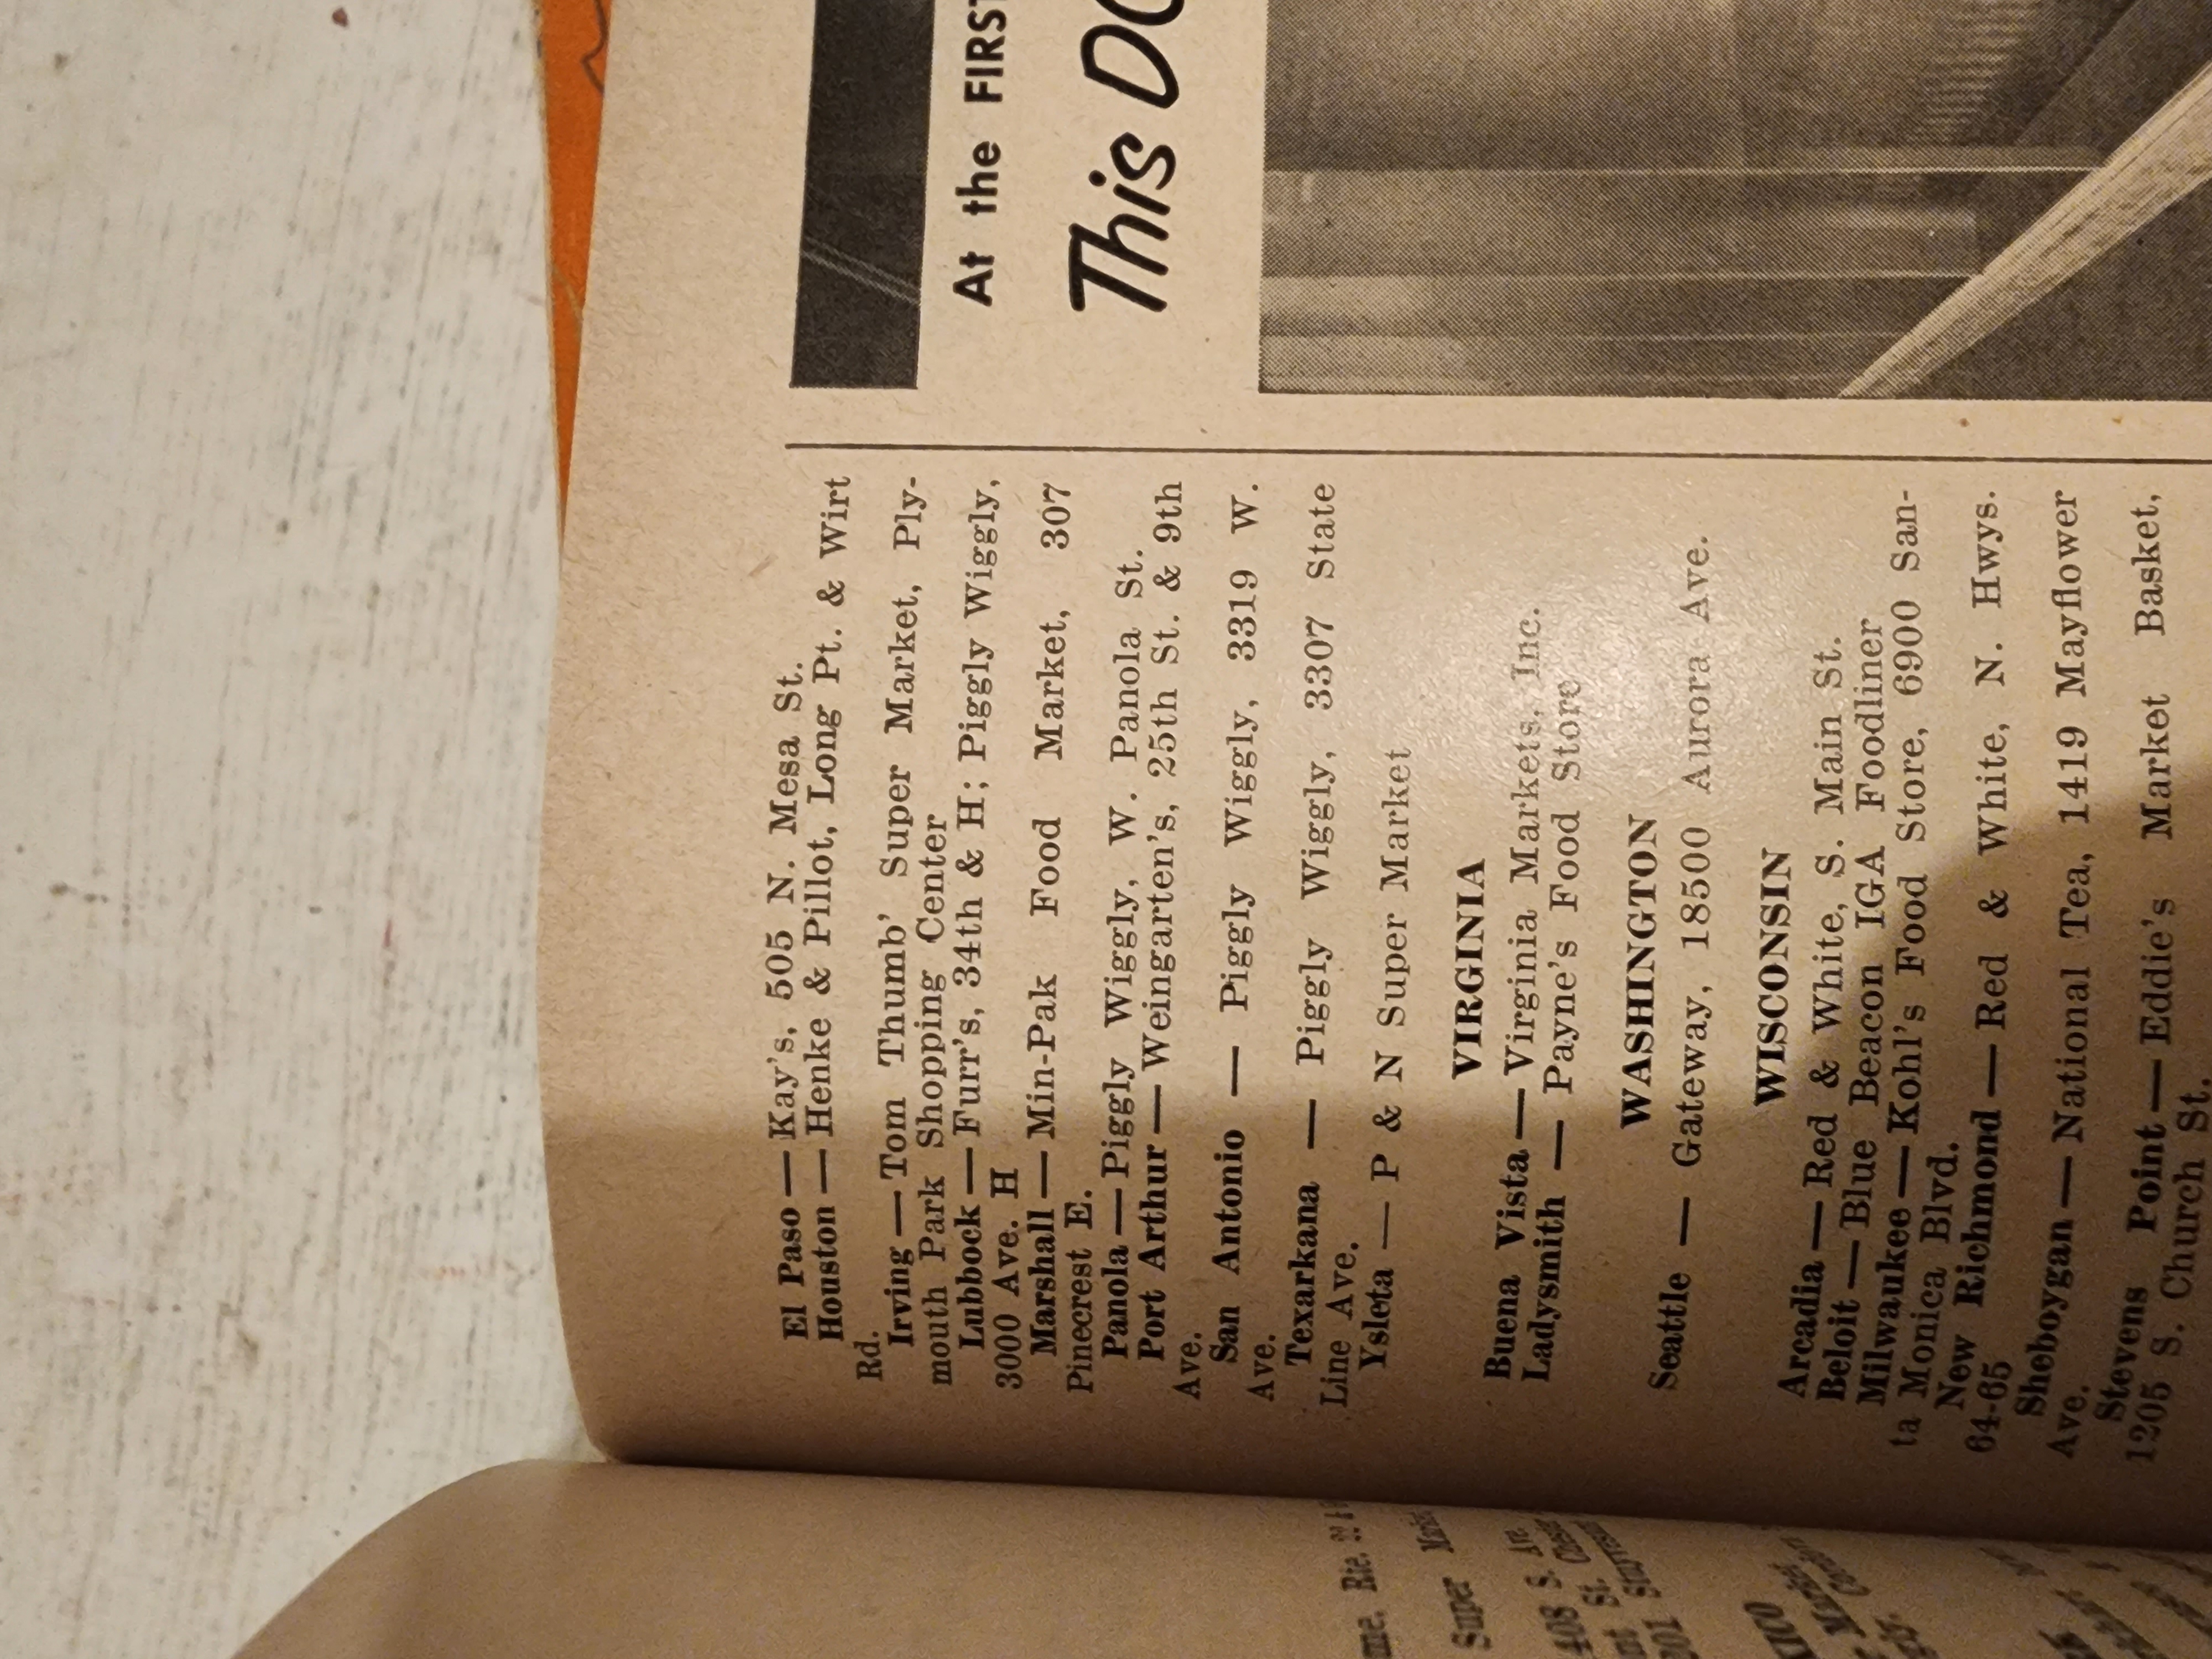 El Paso — Kay's, 505 N. Mesa St.
Houston — Henke & Pillot, Long Pt. & Wirt
Rd.
Irving — Tom Thumb' Super Market, Ply-
mouth Park Shopping Center
Lubbock — Furr's, 34th & H; Piggly Wiggly,
3000 Ave. H
Marshall — Min-Pak Food Market, 307
Pinecrest E.
Panola — Piggly Wiggly, W. Panola St.
Port Arthur — Weingarten's, 25th St. & 9th
Ave.
San Antonio — Piggly Wiggly, 3319 W.
Ave.
Texarkana — Piggly Wiggly, 3307 State
Line Ave.
Ysleta — P & N Super Market
VIRGINIA
Buena Vista — Virginia Markets, Inc.
Ladysmith — Payne's Food Store
WASHINGTON
Seattle — Gateway, 18500 Aurora Ave.
WISCONSIN
Arcadia — Red & White, S. Main St.
Beloit — Blue Beacon IGA Foodliner
Milwaukee — Kohl's Food Store, 6900 San-
ta Monica Blvd.
New Richmond — Red & White, N. Hwys.
64-65
Sheboygan — National Tea, 1419 Mayflower
Ave.
Stevens Point — Eddie's Market Basket,
1205 S. Church St.
At the FIRST
This
Super
408 S. Ave.
St.